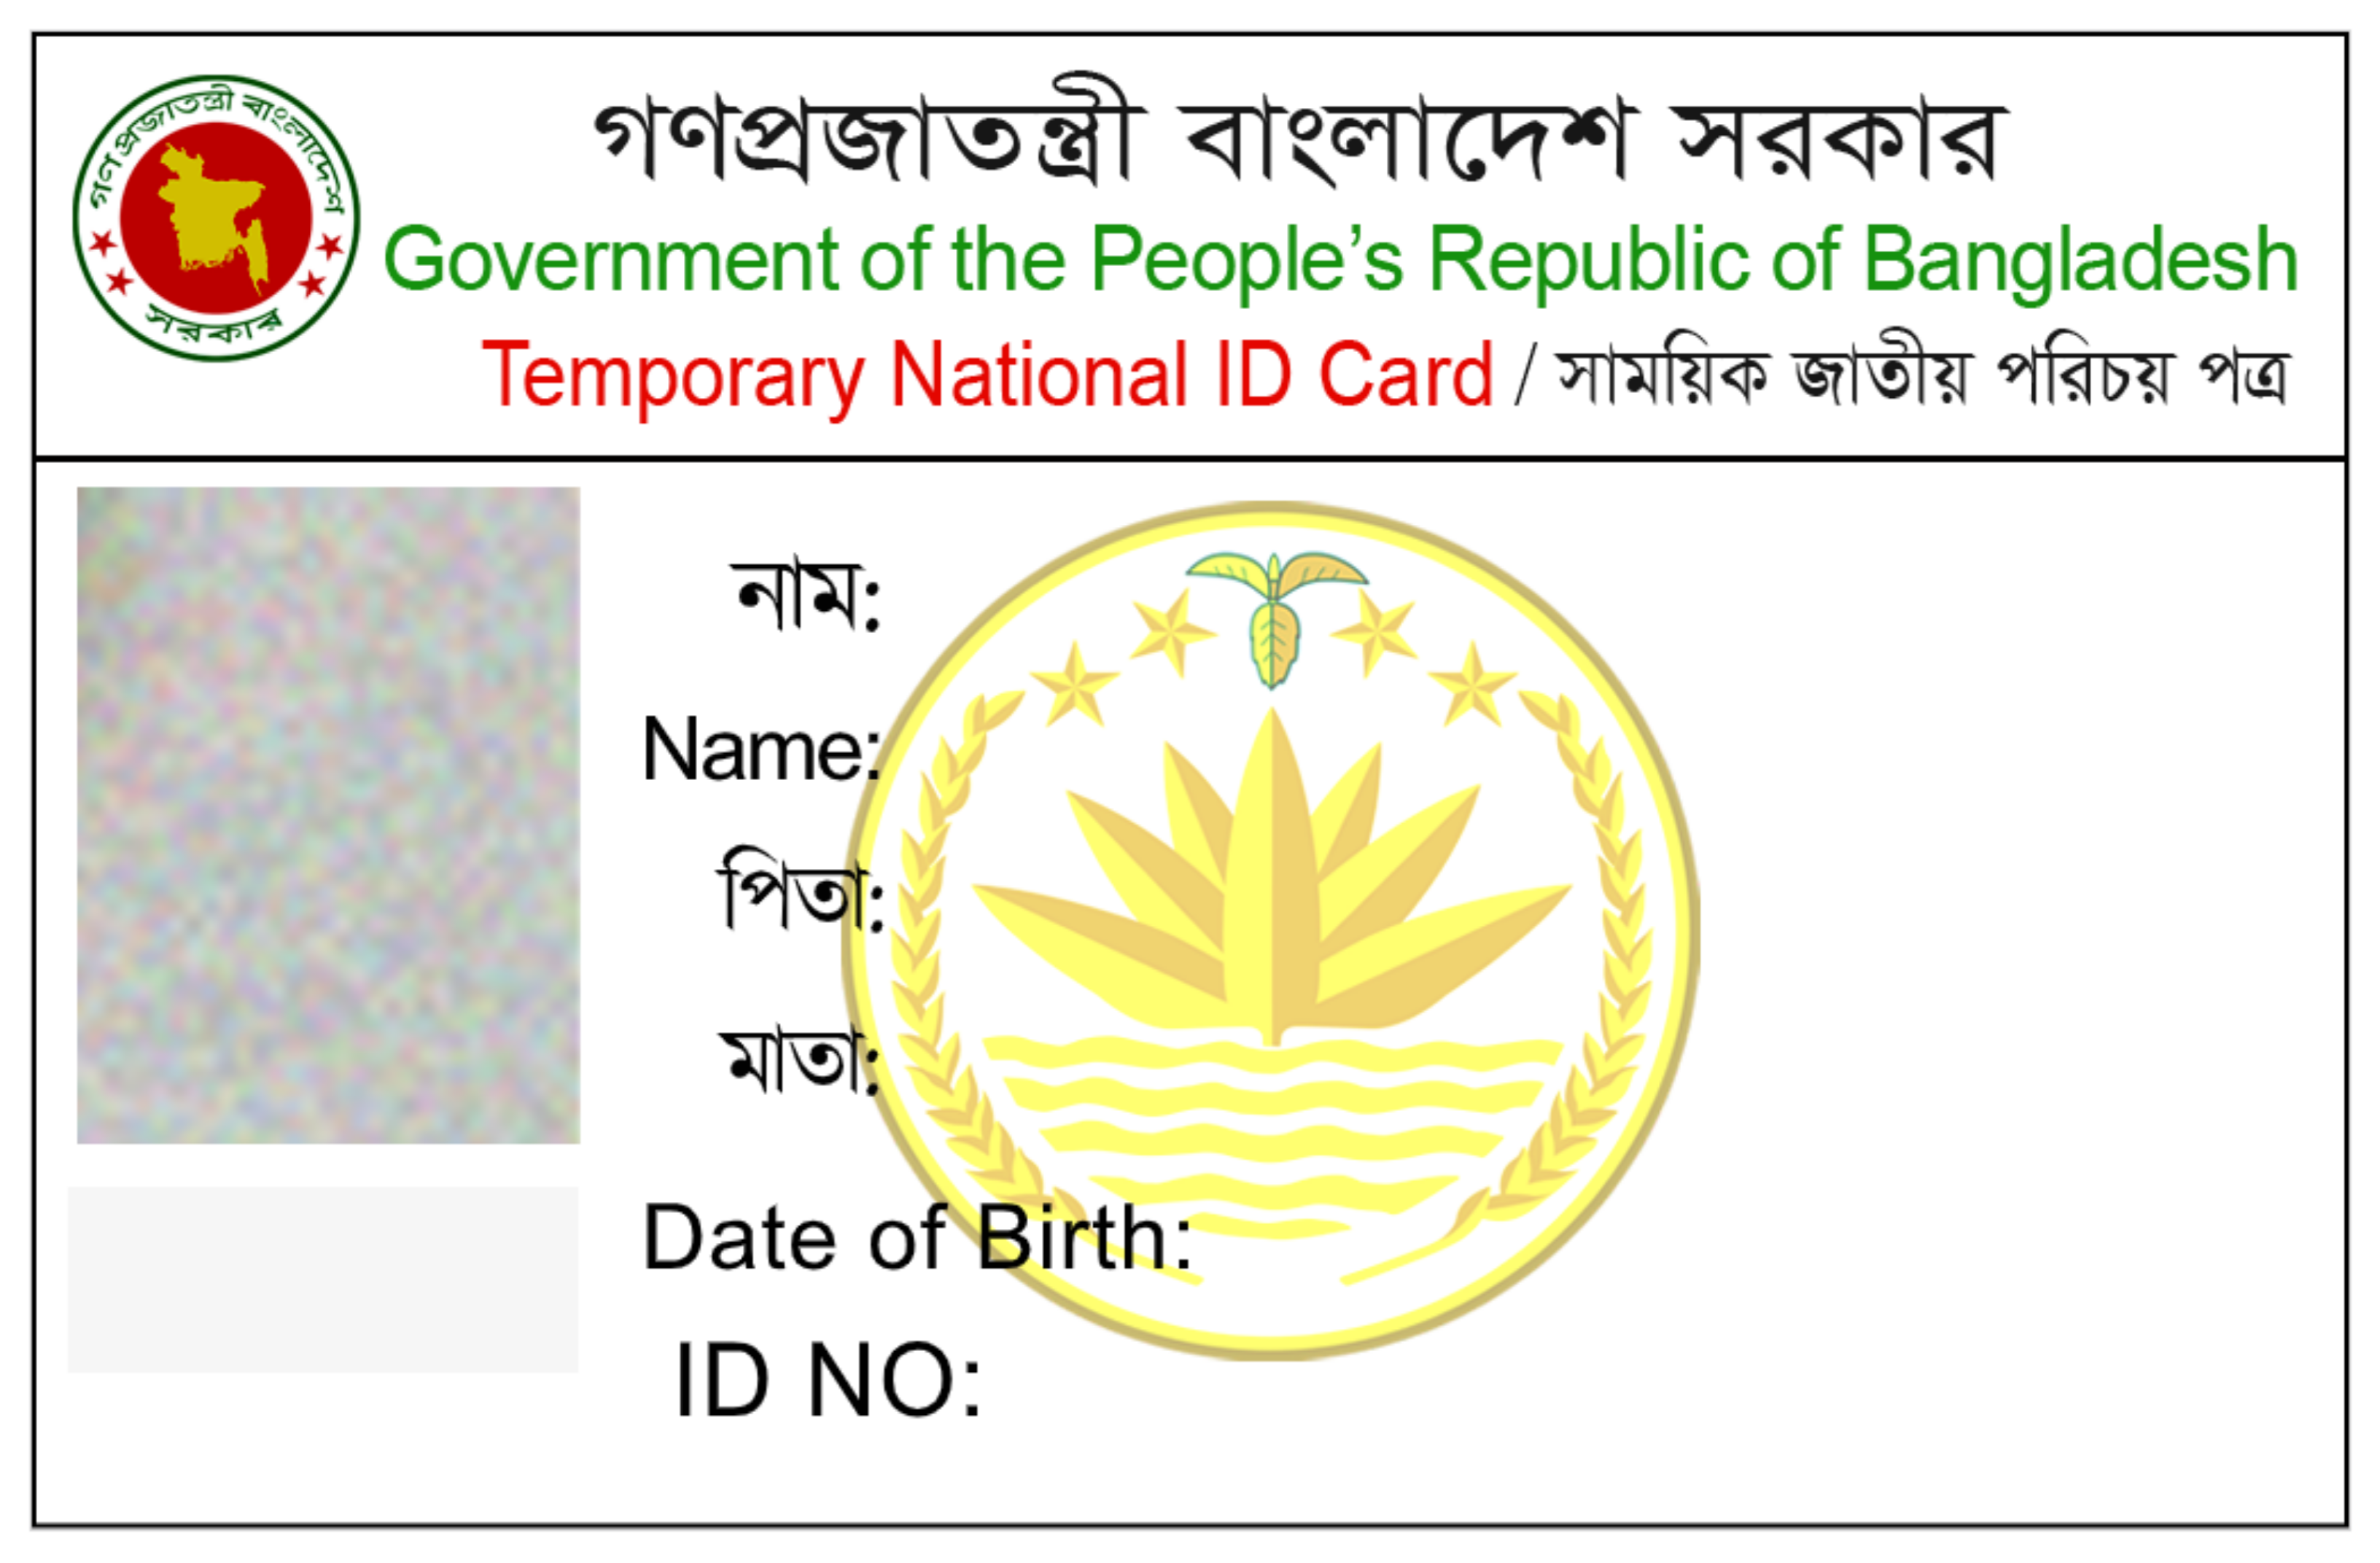 গণপ্রজাতন্ত্রী বাংলাদেশ
সরকার
গণপ্রজাতন্ত্রী বাংলাদেশ সরকার
Government of the People’s Republic of Bangladesh
Temporary National ID Card / সাময়িক জাতীয় পরিচয় পত্র
নাম:
Name:
পিতা:
মাতা:
Date of Birth:
ID NO: